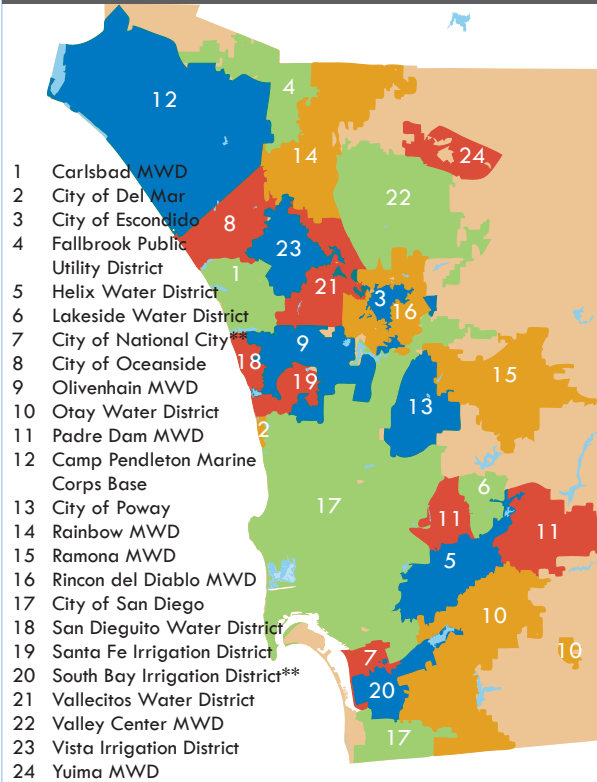 12
4
14
24
22
8
23
1
21
3
16
9
18
19
15
13
2
17
6
11
11
5
10
10
7
20
17
1 Carlsbad MWD
2 City of Del Mar
3 City of Escondido
4 Fallbrook Public
Utility District
5 Helix Water District
6 Lakeside Water District
7 City of National City**
8 City of Oceanside
9 Olivenhain MWD
10 Otay Water District
11 Padre Dam MWD
12 Camp Pendleton Marine
Corps Base
13 City of Poway
14 Rainbow MWD
15 Ramona MWD
16 Rincon del Diablo MWD
17 City of San Diego
18 San Dieguito Water District
19 Santa Fe Irrigation District
20 South Bay Irrigation District**
21 Vallecitos Water District
22 Valley Center MWD
23 Vista Irrigation District
24 Yuima MWD